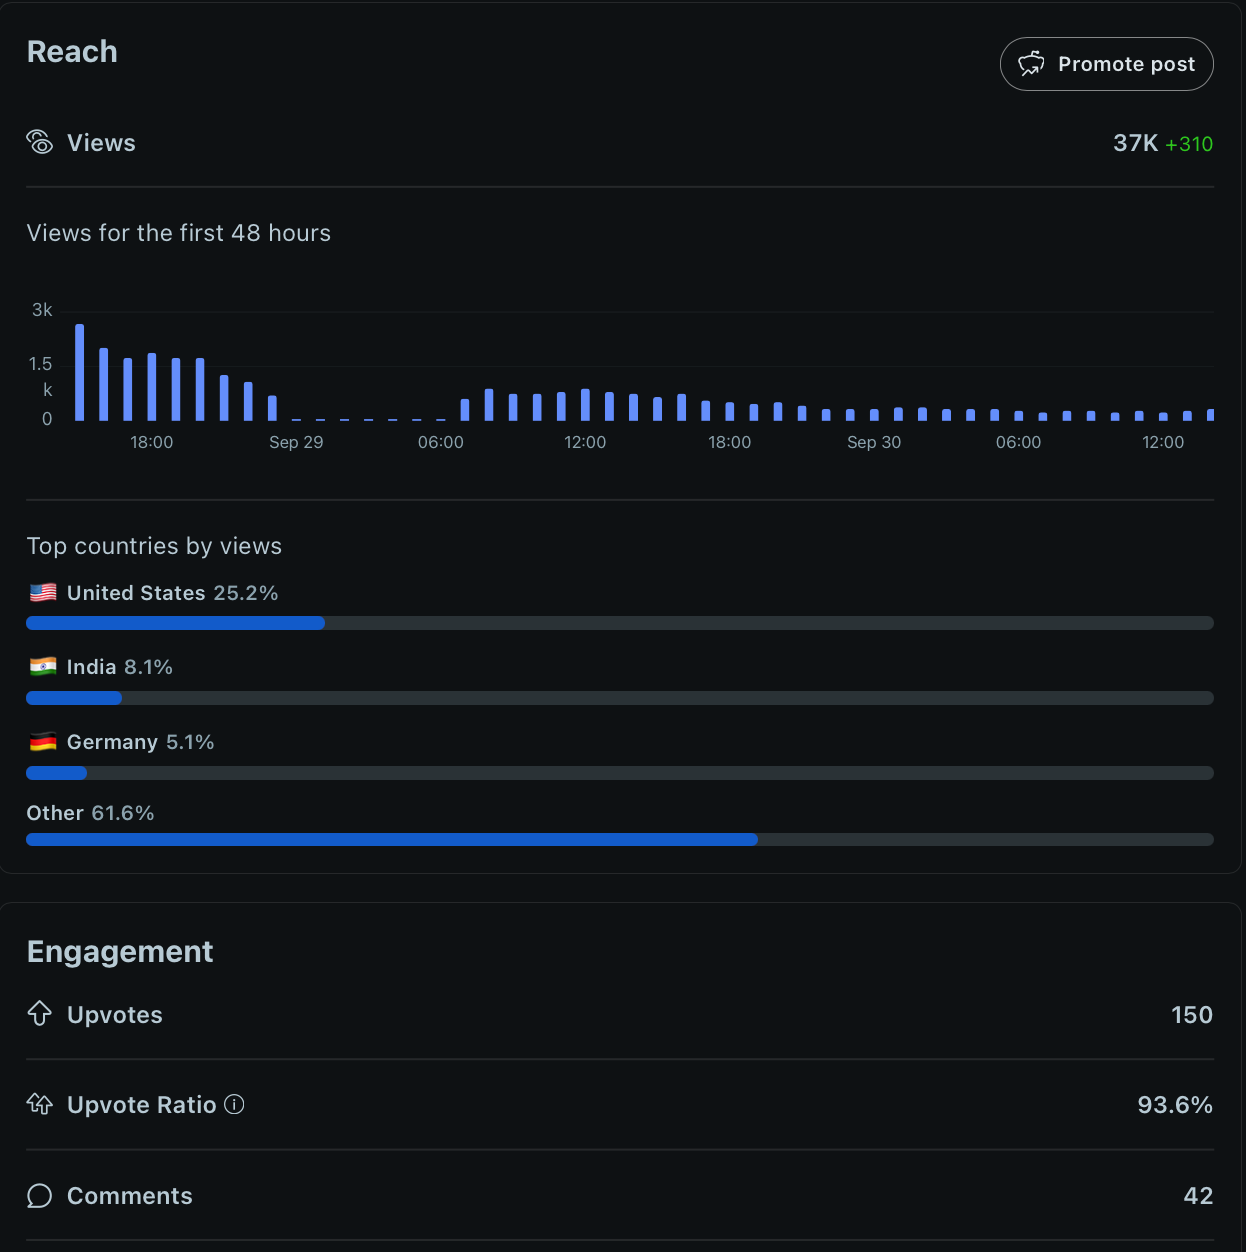 Reach
Promote post
Views
37K +310
Views for the first 48 hours
3k
1.5
k
0
18:00 Sep 29 06:00 12:00 18:00 Sep 30 06:00 12:00
Top countries by views
United States 25.2%
India 8.1%
Germany 5.1%
Other 61.6%
Engagement
Upvotes 150
Upvote Ratio 93.6%
Comments 42